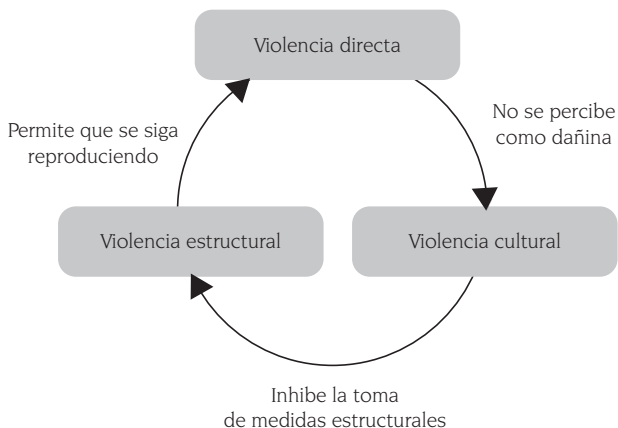 Violencia directa
No se percibe
como dañina
Permite que se siga
reproduciendo
Violencia estructural
Violencia cultural
Inhibe la toma
de medidas estructurales